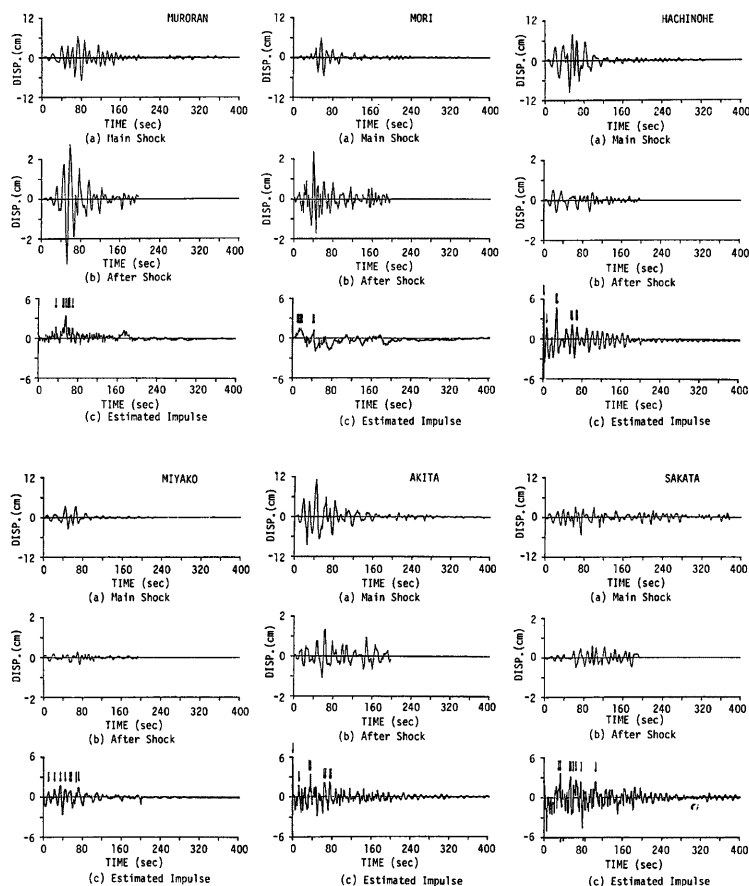 MURORAN
12
DISP.(cm)
0
-12
0 80 160 240 320 400
TIME (sec)
(a) Main Shock
2
DISP.(cm)
0
-2
0 80 160 240 320 400
TIME (sec)
(b) After Shock
6
0
-6
0 80 160 240 320 400
TIME (sec)
(c) Estimated Impulse
MORI
12
DISP.(cm)
0
-12
0 80 160 240 320 400
TIME (sec)
(a) Main Shock
2
DISP.(cm)
0
-2
0 80 160 240 320 400
TIME (sec)
(b) After Shock
6
0
-6
0 80 160 240 320 400
TIME (sec)
(c) Estimated Impulse
HACHINOHE
12
DISP.(cm)
0
-12
0 80 160 240 320 400
TIME (sec)
(a) Main Shock
2
DISP.(cm)
0
-2
0 80 160 240 320 400
TIME (sec)
(b) After Shock
6
0
-6
0 80 160 240 320 400
TIME (sec)
(c) Estimated Impulse
MIYAKO
12
DISP.(cm)
0
-12
0 80 160 240 320 400
TIME (sec)
(a) Main Shock
2
DISP.(cm)
0
-2
0 80 160 240 320 400
TIME (sec)
(b) After Shock
6
0
-6
0 80 160 240 320 400
TIME (sec)
(c) Estimated Impulse
AKITA
12
DISP.(cm)
0
-12
0 80 160 240 320 400
TIME (sec)
(a) Main Shock
2
DISP.(cm)
0
-2
0 80 160 240 320 400
TIME (sec)
(b) After Shock
6
0
-6
0 80 160 240 320 400
TIME (sec)
(c) Estimated Impulse
SAKATA
12
DISP.(cm)
0
-12
0 80 160 240 320 400
TIME (sec)
(a) Main Shock
2
DISP.(cm)
0
-2
0 80 160 240 320 400
TIME (sec)
(b) After Shock
6
0
-6
0 80 160 240 320 400
TIME (sec)
(c) Estimated Impulse